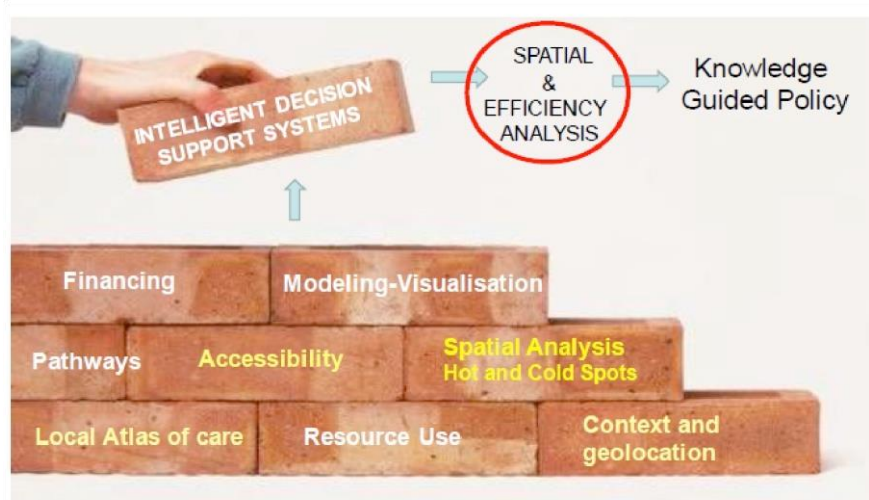 INTELLIGENT DECISION
SUPPORT SYSTEMS
SPATIAL
&
EFFICIENCY
ANALYSIS
Knowledge
Guided Policy
Financing
Modeling-Visualisation
Pathways
Accessibility
Spatial Analysis
Hot and Cold Spots
Local Atlas of care
Resource Use
Context and
geolocation